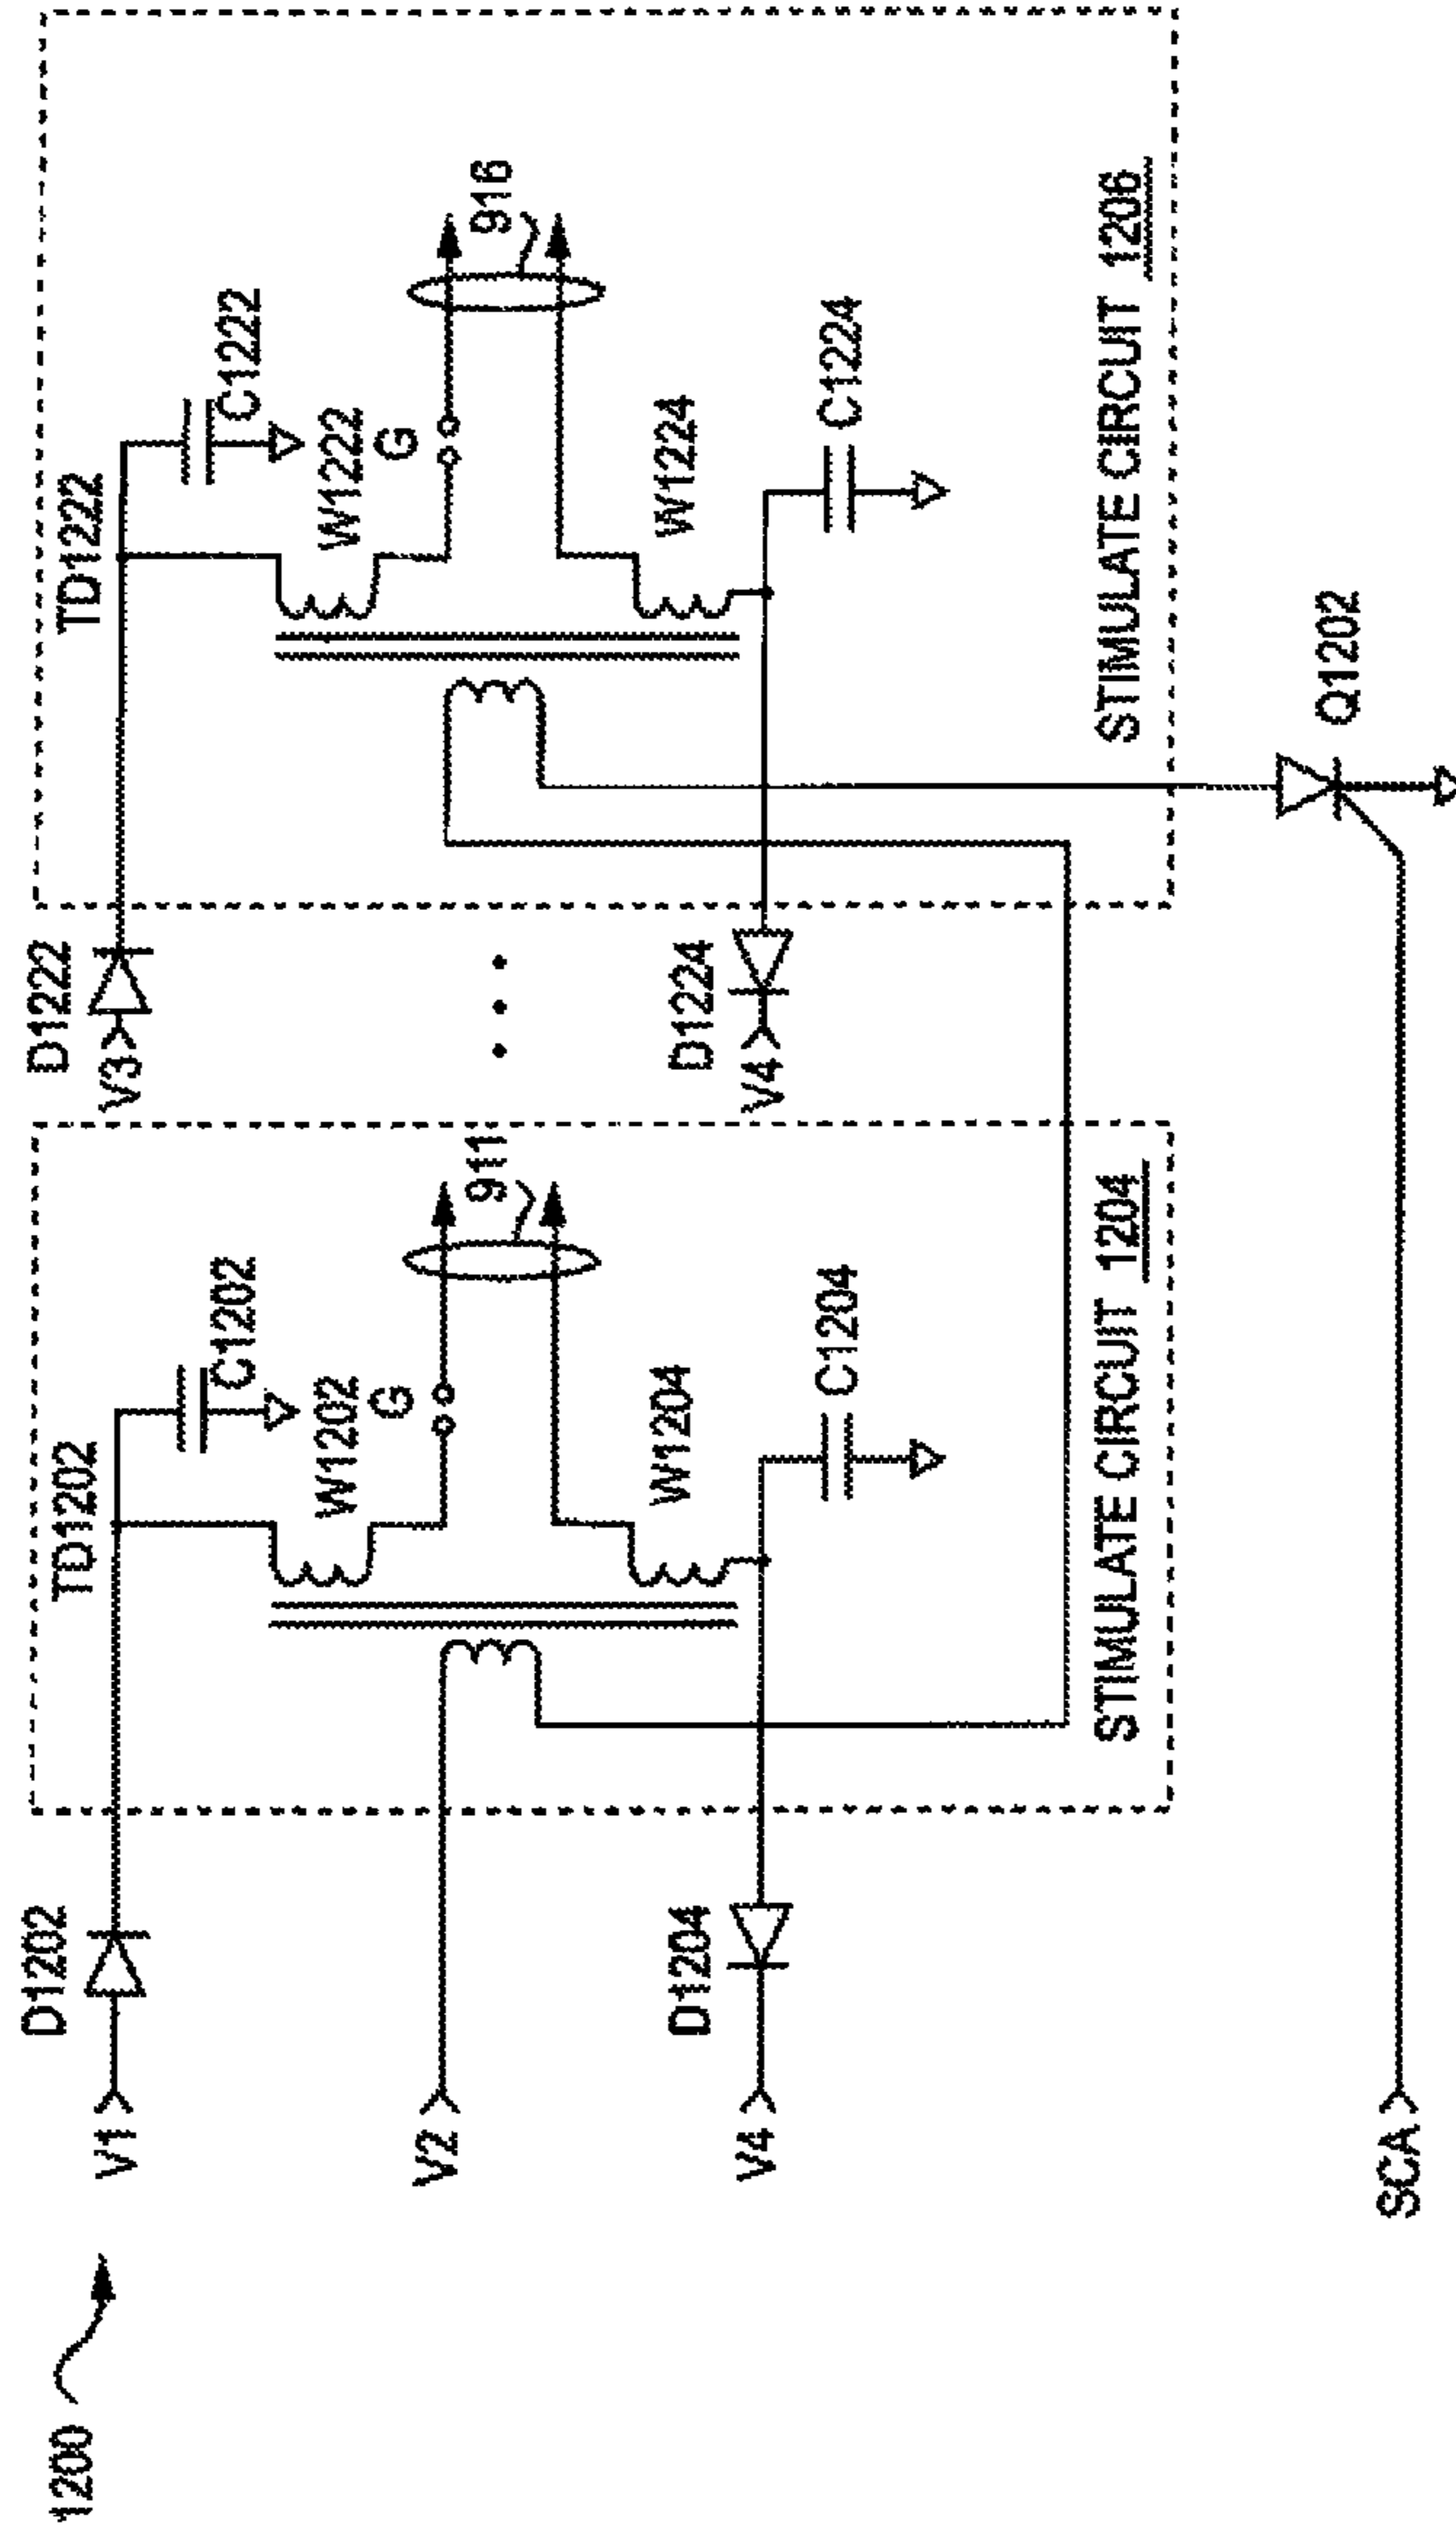 1200
V1
D1202
TD1202
C1202
W1202
G
911
V2
W1204
V4
D1204
C1204
STIMULATE CIRCUIT 1204
V3
D1222
TD1222
C1222
W1222
G
916
W1224
V4
D1224
C1224
STIMULATE CIRCUIT 1206
SCA
Q1202